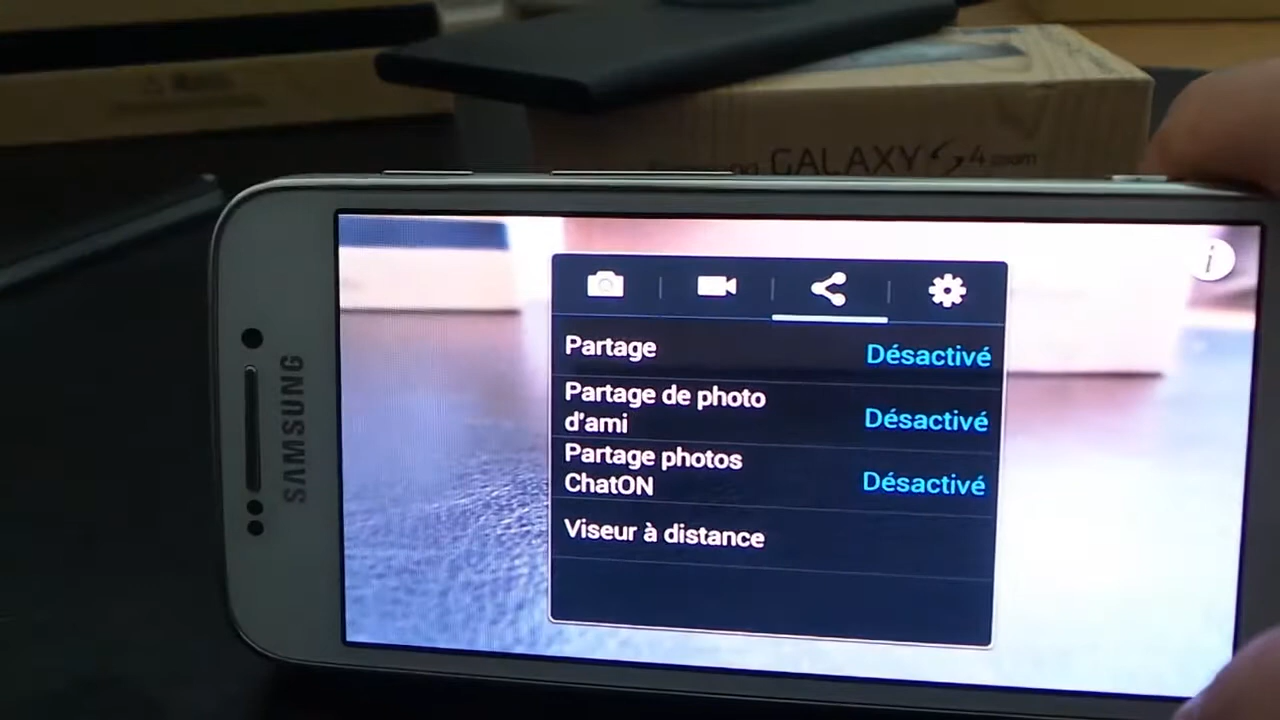 GALAXY S4 zoom
SAMSUNG
i
Partage
Désactivé
Partage de photo
d'ami
Désactivé
Partage photos
ChatON
Désactivé
Viseur à distance